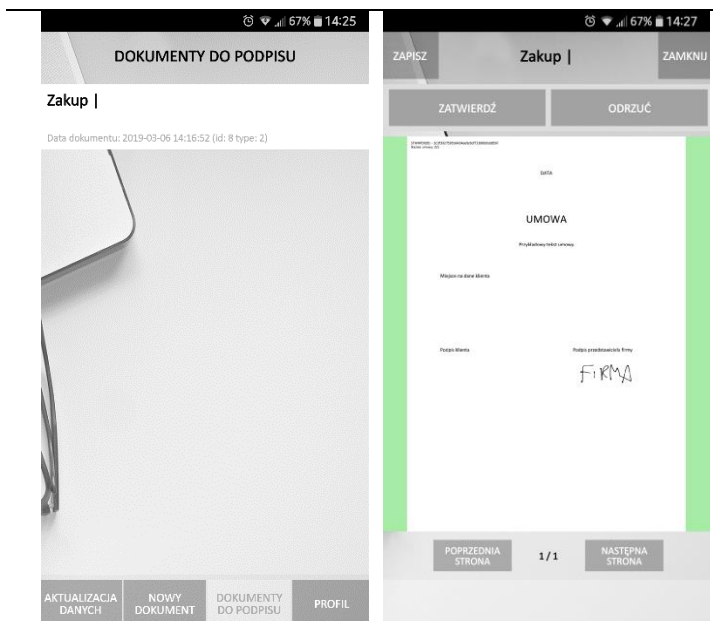 67% 14:25
DOKUMENTY DO PODPISU
Zakup |
Data dokumentu: 2019-03-06 14:16:52 (id: 8 type: 2)
AKTUALIZACJA
DANYCH
NOWY
DOKUMENT
DOKUMENTY
DO PODPISU
PROFIL
67% 14:27
ZAPISZ
Zakup |
ZAMKNIJ
ZATWIERDŹ
ODRZUĆ
DATA
UMOWA
Przykładowy tekst umowy
Miejsce na dane klienta
Podpis klienta
Podpis przedstawiciela firmy
FIRMA
POPRZEDNIA
STRONA
1/1
NASTĘPNA
STRONA